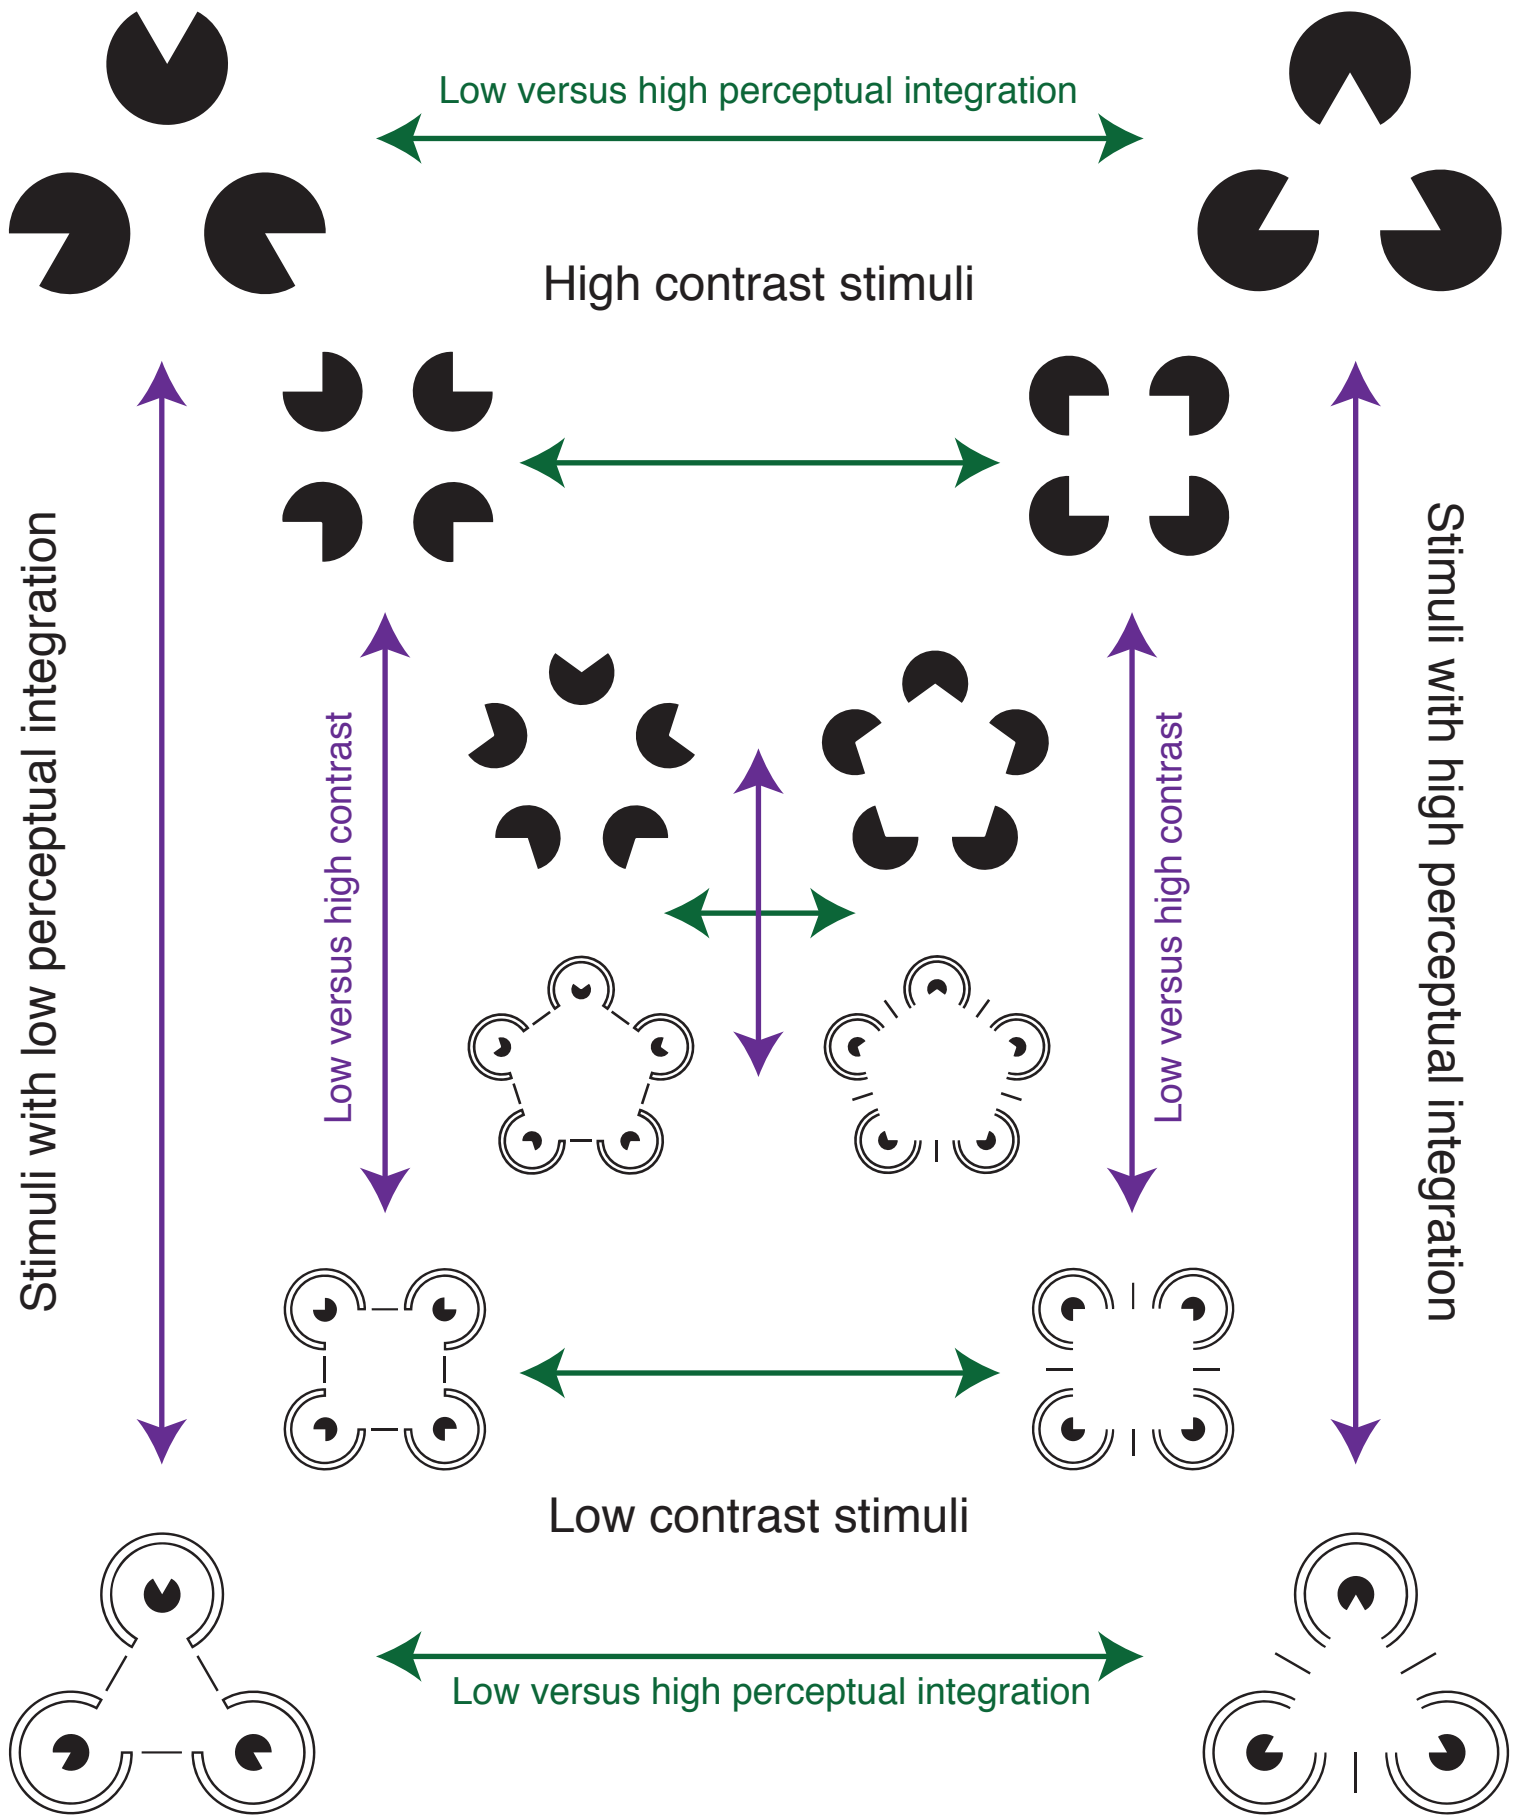 Low versus high perceptual integration
High contrast stimuli
Stimuli with low perceptual integration
Low versus high contrast
Low versus high contrast
Stimuli with high perceptual integration
Low contrast stimuli
Low versus high perceptual integration